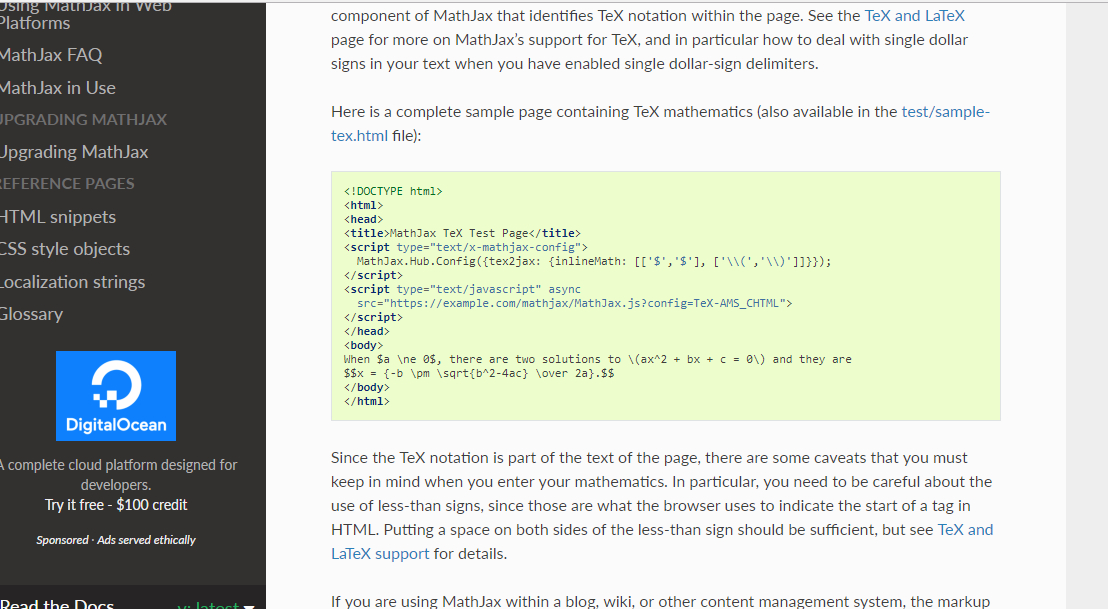 Using MathJax in Web
Platforms
MathJax FAQ
MathJax in Use
UPGRADING MATHJAX
Upgrading MathJax
REFERENCE PAGES
HTML snippets
CSS style objects
Localization strings
Glossary
DigitalOcean
A complete cloud platform designed for
developers.
Try it free - $100 credit
Sponsored · Ads served ethically
Read the Docs
v: latest
component of MathJax that identifies TeX notation within the page. See the TeX and LaTeX
page for more on MathJax’s support for TeX, and in particular how to deal with single dollar
signs in your text when you have enabled single dollar-sign delimiters.
Here is a complete sample page containing TeX mathematics (also available in the test/sample-
tex.html file):
<!DOCTYPE html>
<html>
<head>
<title>MathJax TeX Test Page</title>
<script type="text/x-mathjax-config">
  MathJax.Hub.Config({tex2jax: {inlineMath: [['$','$'], ['\\(','\\)']]}});
</script>
<script type="text/javascript" async
  src="https://example.com/mathjax/MathJax.js?config=TeX-AMS_CHTML">
</script>
</head>
<body>
When $a \ne 0$, there are two solutions to \(ax^2 + bx + c = 0\) and they are
$$x = {-b \pm \sqrt{b^2-4ac} \over 2a}.$$
</body>
</html>
Since the TeX notation is part of the text of the page, there are some caveats that you must
keep in mind when you enter your mathematics. In particular, you need to be careful about the
use of less-than signs, since those are what the browser uses to indicate the start of a tag in
HTML. Putting a space on both sides of the less-than sign should be sufficient, but see TeX and
LaTeX support for details.
If you are using MathJax within a blog, wiki, or other content management system, the markup